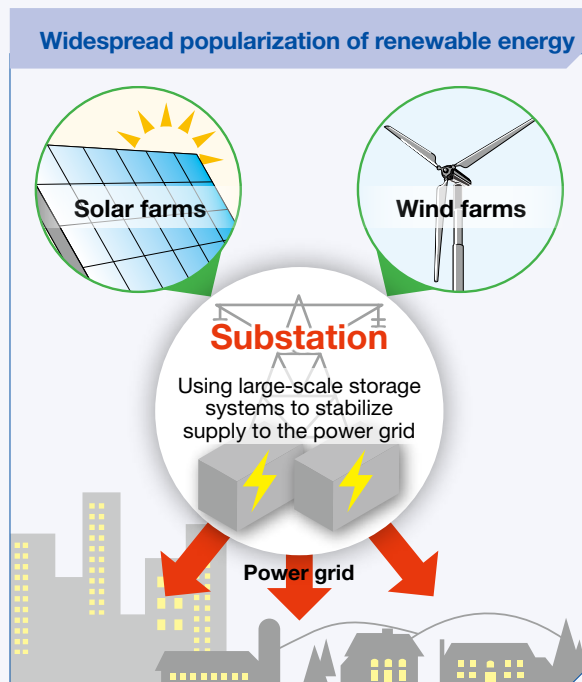 Widespread popularization of renewable energy
Solar farms
Wind farms
Substation
Using large-scale storage
systems to stabilize
supply to the power grid
Power grid